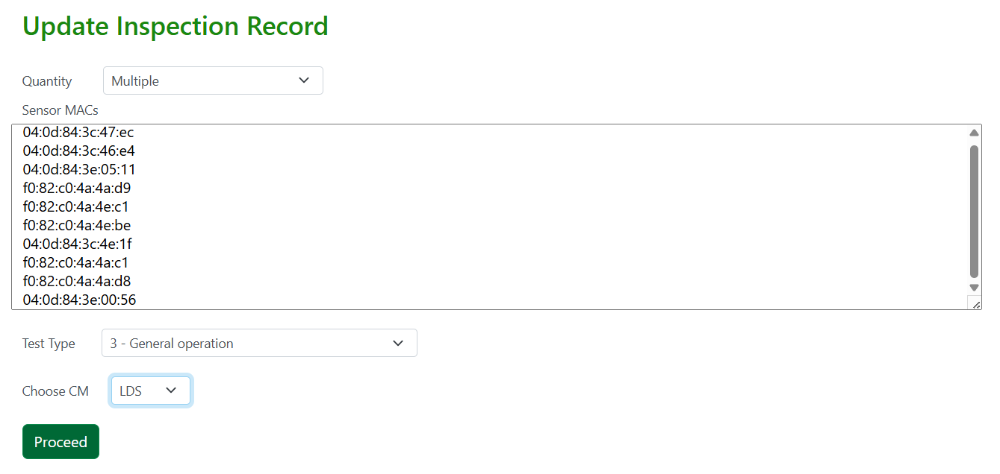 Update Inspection Record
Quantity Multiple
Sensor MACs
04:0d:84:3c:47:ec
04:0d:84:3c:46:e4
04:0d:84:3e:05:11
f0:82:c0:4a:4a:d9
f0:82:c0:4a:4e:c1
f0:82:c0:4a:4e:be
04:0d:84:3c:4e:1f
f0:82:c0:4a:4a:c1
f0:82:c0:4a:4a:d8
04:0d:84:3e:00:56
Test Type 3 - General operation
Choose CM LDS
Proceed